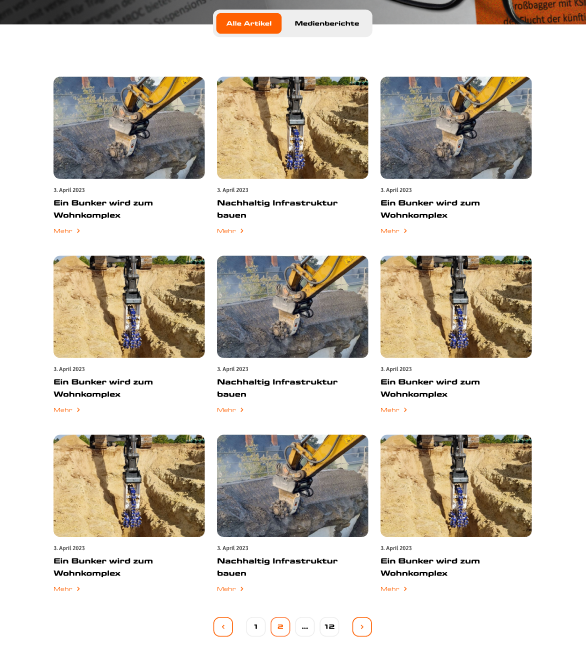 roßbagger mit KSI
Suspensions
der Flucht der künft
Alle Artikel Medienberichte
3. April 2023 3. April 2023 3. April 2023
Ein Bunker wird zum Nachhaltig Infrastruktur Ein Bunker wird zum
Wohnkomplex bauen Wohnkomplex
Mehr > Mehr > Mehr >
3. April 2023 3. April 2023 3. April 2023
Ein Bunker wird zum Nachhaltig Infrastruktur Ein Bunker wird zum
Wohnkomplex bauen Wohnkomplex
Mehr > Mehr > Mehr >
3. April 2023 3. April 2023 3. April 2023
Ein Bunker wird zum Nachhaltig Infrastruktur Ein Bunker wird zum
Wohnkomplex bauen Wohnkomplex
Mehr > Mehr > Mehr >
< 1 2 ... 12 >